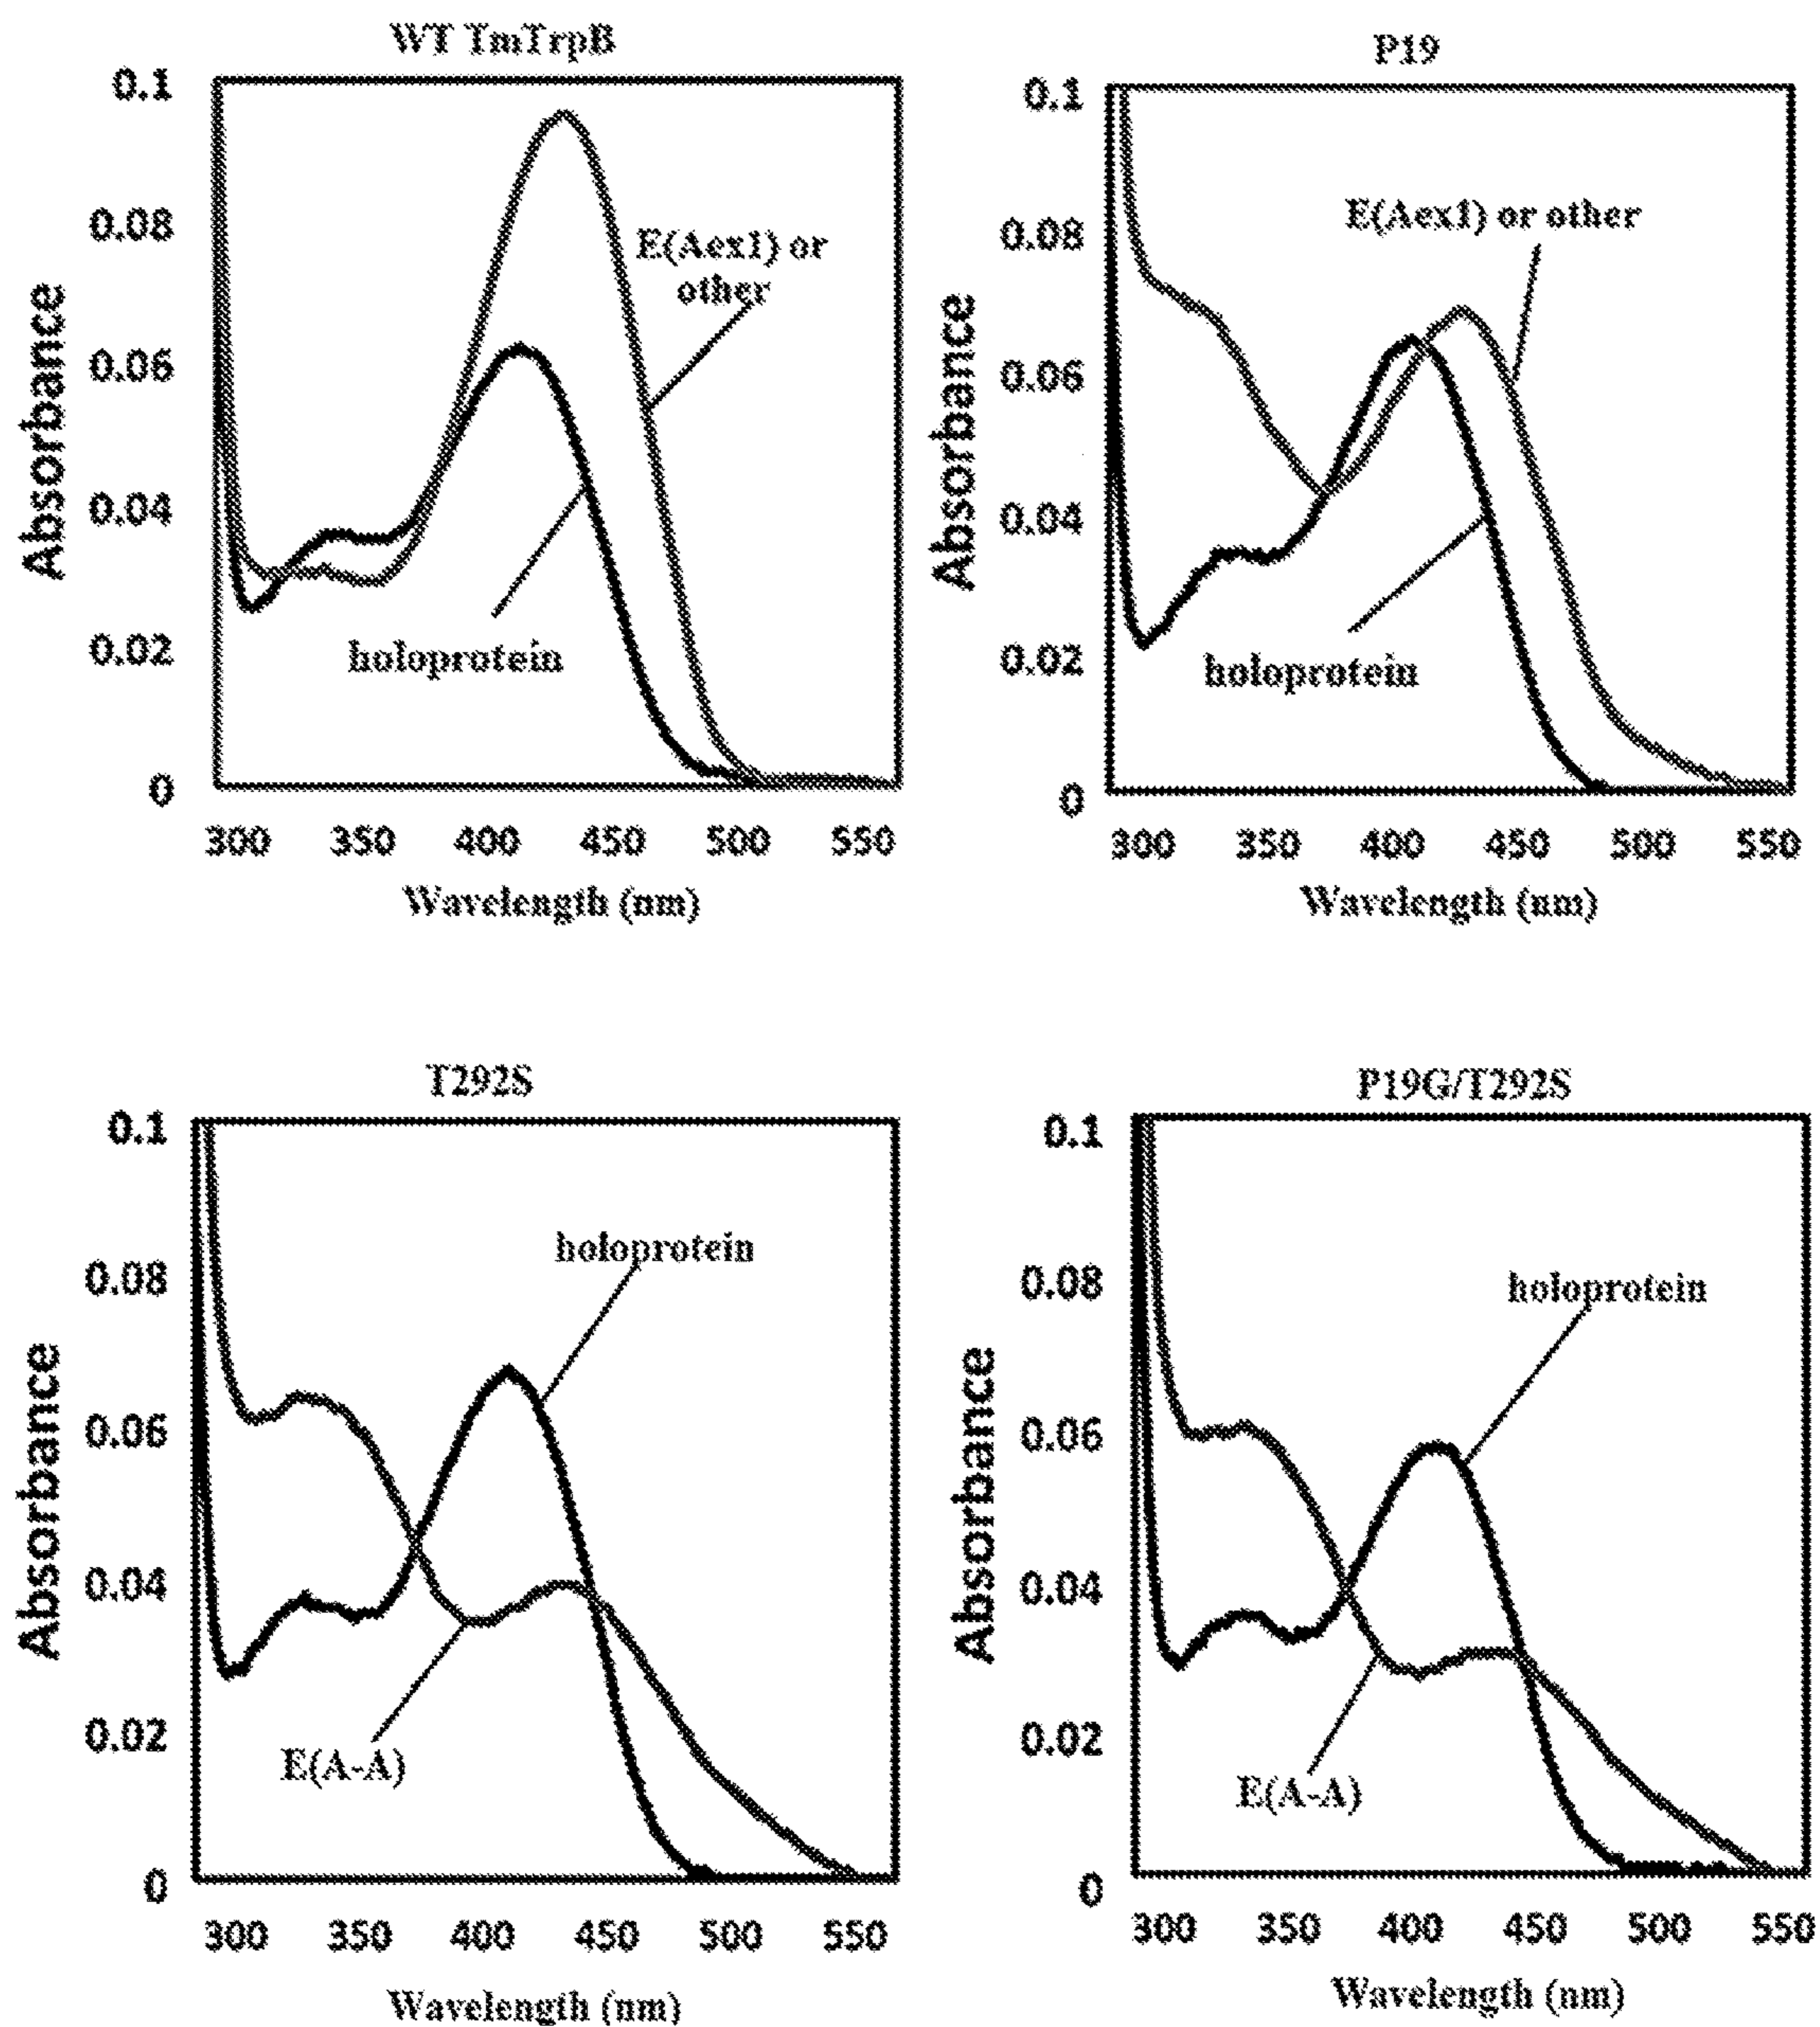 WT TmTrpB
0.1
0.08
0.06
0.04
0.02
0
Absorbance
E(Aex1) or
other
holoprotein
300 350 400 450 500 550
Wavelength (nm)
P19
0.1
0.08
0.06
0.04
0.02
0
Absorbance
E(Aex1) or other
holoprotein
300 350 400 450 500 550
Wavelength (nm)
T292S
0.1
0.08
0.06
0.04
0.02
0
Absorbance
holoprotein
E(A-A)
300 350 400 450 500 550
Wavelength (nm)
P19G/T292S
0.1
0.08
0.06
0.04
0.02
0
Absorbance
holoprotein
E(A-A)
300 350 400 450 500 550
Wavelength (nm)